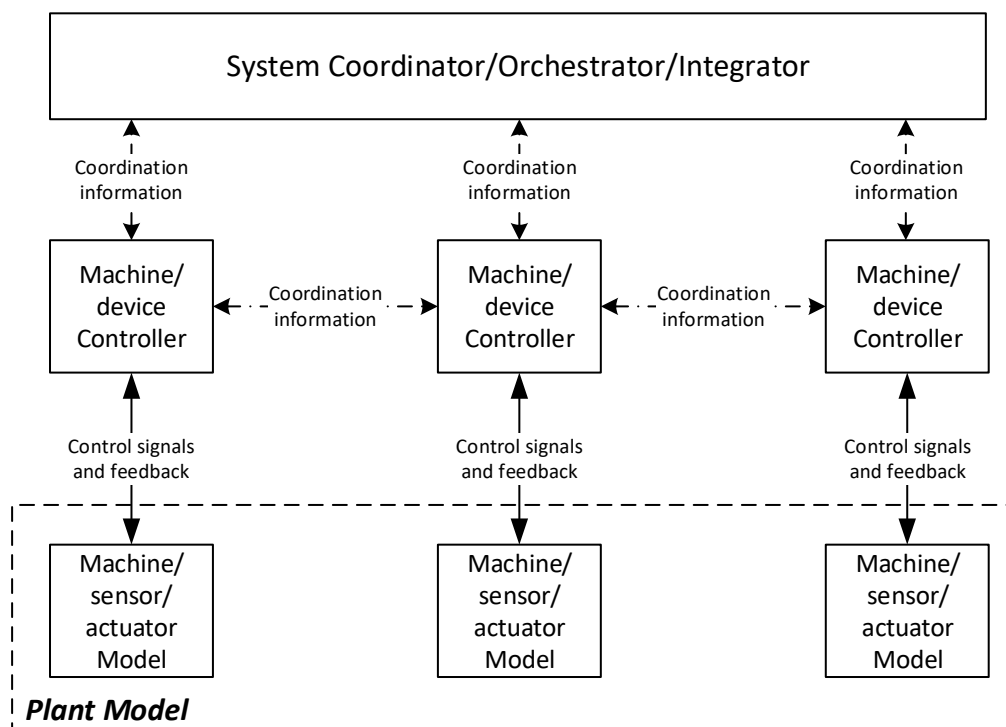 System Coordinator/Orchestrator/Integrator
Coordination
information
Coordination
information
Coordination
information
Machine/
device
Controller
Coordination
information
Machine/
device
Controller
Coordination
information
Machine/
device
Controller
Control signals
and feedback
Control signals
and feedback
Control signals
and feedback
Machine/
sensor/
actuator
Model
Machine/
sensor/
actuator
Model
Machine/
sensor/
actuator
Model
Plant Model